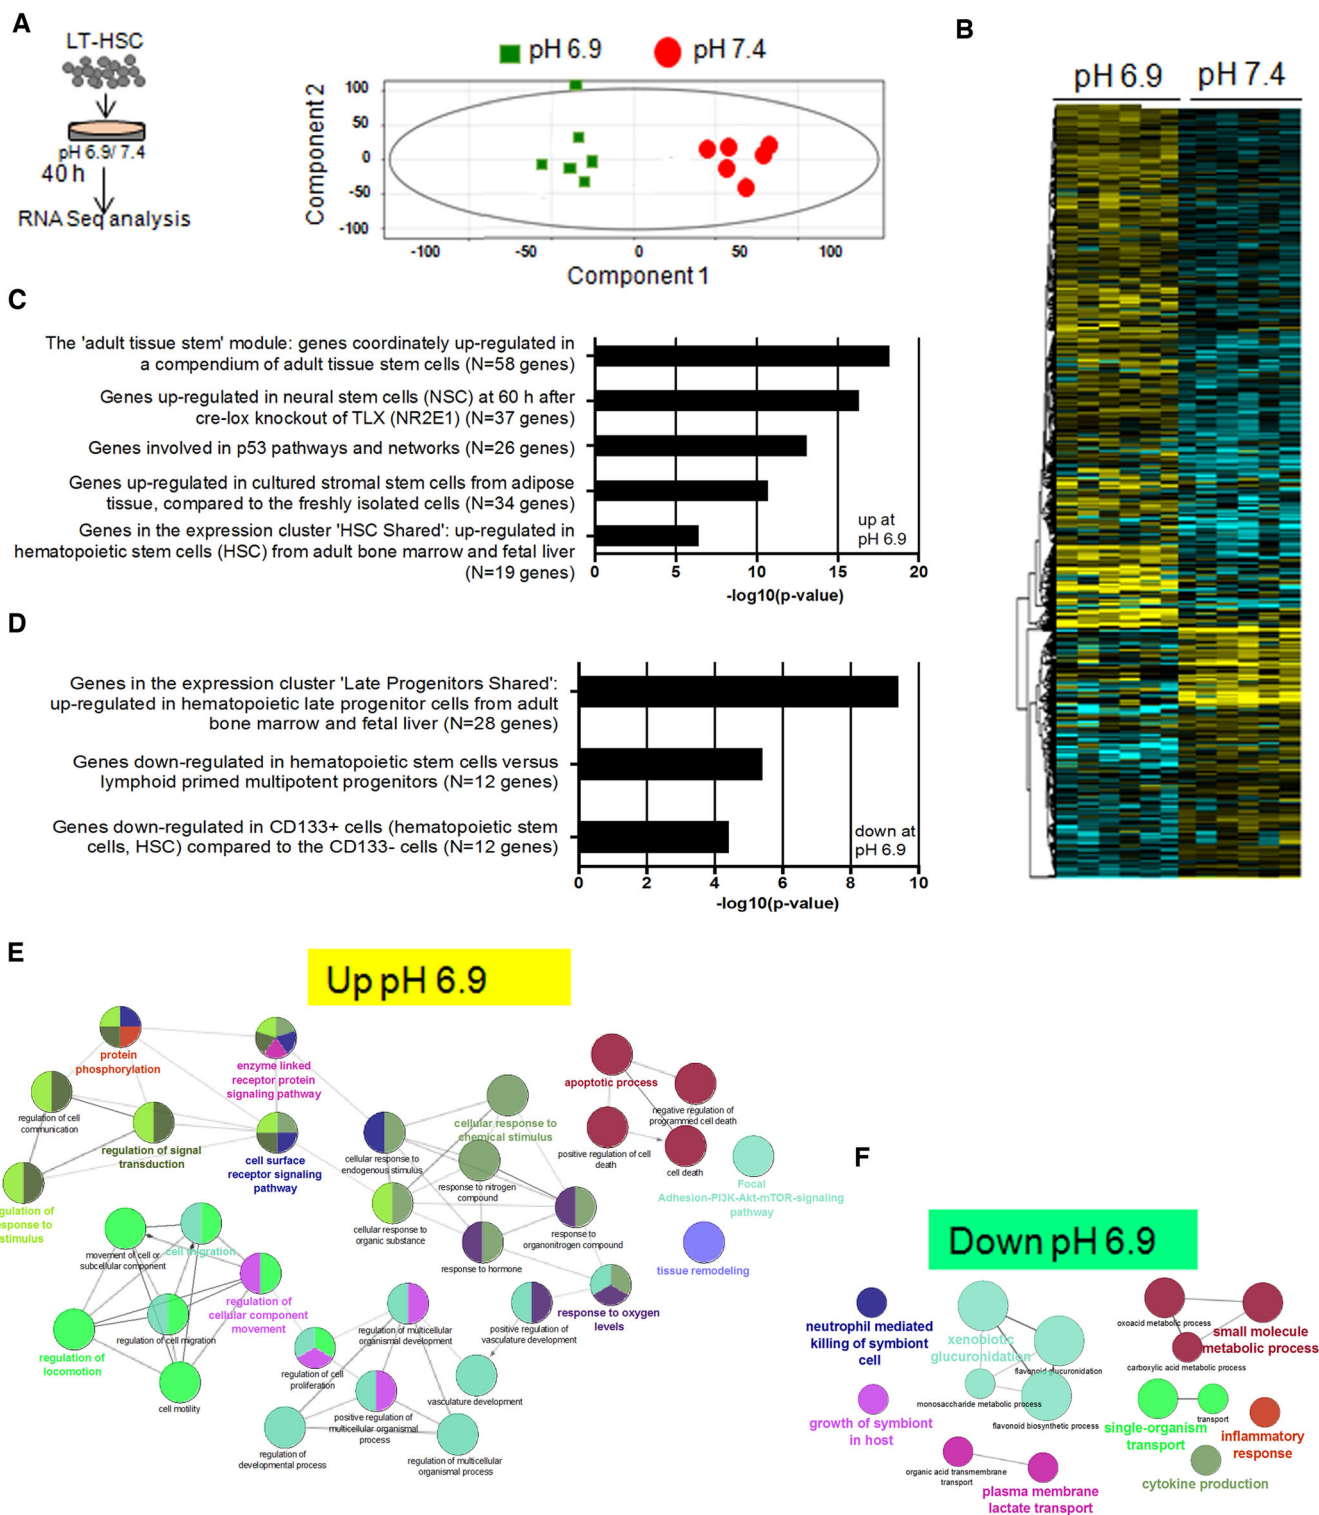 A
LT-HSC
pH 6.9/ 7.4
40 h
RNA Seq analysis
pH 6.9
pH 7.4
Component 2
100
50
0
-50
-100
-100
-50
0
50
100
Component 1
B
pH 6.9
pH 7.4
C
The 'adult tissue stem' module: genes coordinately up-regulated in
a compendium of adult tissue stem cells (N=58 genes)
Genes up-regulated in neural stem cells (NSC) at 60 h after
cre-lox knockout of TLX (NR2E1) (N=37 genes)
Genes involved in p53 pathways and networks (N=26 genes)
Genes up-regulated in cultured stromal stem cells from adipose
tissue, compared to the freshly isolated cells (N=34 genes)
Genes in the expression cluster 'HSC Shared': up-regulated in
hematopoietic stem cells (HSC) from adult bone marrow and fetal liver
(N=19 genes)
up at
pH 6.9
0
5
10
15
20
-log10(p-value)
D
Genes in the expression cluster 'Late Progenitors Shared':
up-regulated in hematopoietic late progenitor cells from adult
bone marrow and fetal liver (N=28 genes)
Genes down-regulated in hematopoietic stem cells versus
lymphoid primed multipotent progenitors (N=12 genes)
Genes down-regulated in CD133+ cells (hematopoietic stem
cells, HSC) compared to the CD133- cells (N=12 genes)
down at
pH 6.9
0
2
4
6
8
10
-log10(p-value)
E
Up pH 6.9
protein
phosphorylation
enzyme linked
receptor protein
signaling pathway
regulation of cell
communication
regulation of signal
transduction
cell surface
receptor signaling
pathway
gulation of
esponse to
stimulus
cellular response to
endogenous stimulus
cellular response to
chemical stimulus
response to nitrogen
compound
cellular response to
organic substance
response to
organonitrogen compound
response to hormone
apoptotic process
negative regulation of
programmed cell death
positive regulation of cell
death
cell death
Focal
Adhesion-PI3K-Akt-mTOR-signaling
pathway
tissue remodeling
movement of cell or
subcellular component
cell migration
regulation of
cellular component
movement
regulation of cell migration
regulation of
locomotion
cell motility
response to oxygen
levels
positive regulation of
vasculature development
regulation of multicellular
organismal development
regulation of cell
proliferation
vasculature development
positive regulation of
multicellular organismal
process
regulation of
developmental process
regulation of multicellular
organismal process
F
Down pH 6.9
neutrophil mediated
killing of symbiont
cell
xenobiotic
glucuronidation
flavonoid glucuronidation
monosaccharide metabolic process
flavonoid biosynthetic process
oxoacid metabolic process
small molecule
metabolic process
carboxylic acid metabolic process
growth of symbiont
in host
single-organism
transport
transport
inflammatory
response
organic acid transmembrane
transport
plasma membrane
lactate transport
cytokine production